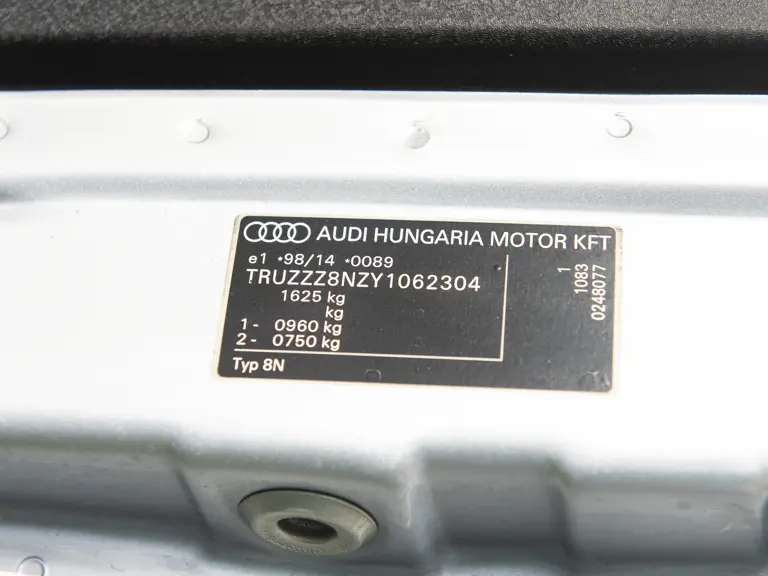 AUDI HUNGARIA MOTOR KFT
e1 *98/14 *0089
TRUZZZ8NZY1062304
1625 kg
kg
1- 0960 kg
2- 0750 kg
Typ 8N
1
1083
0248077